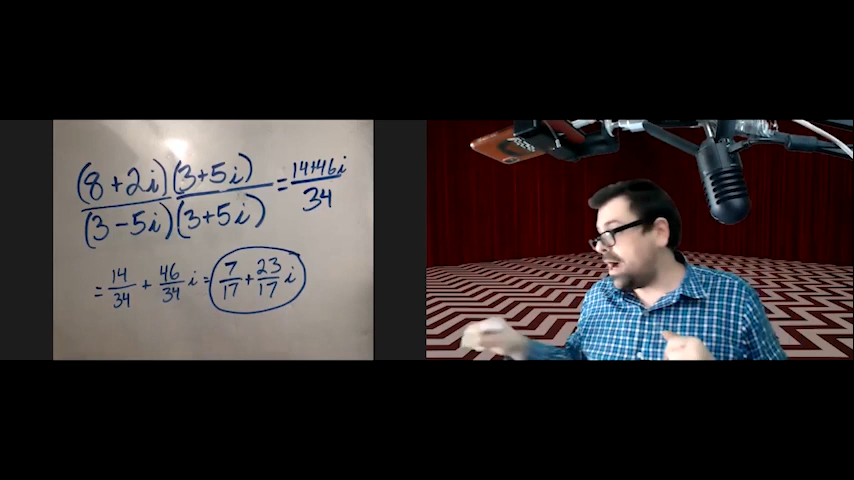 (8+2i)(3+5i) = 14+46i
(3-5i)(3+5i) 34
= 14/34 + 46/34 i = 7/17 + 23/17 i